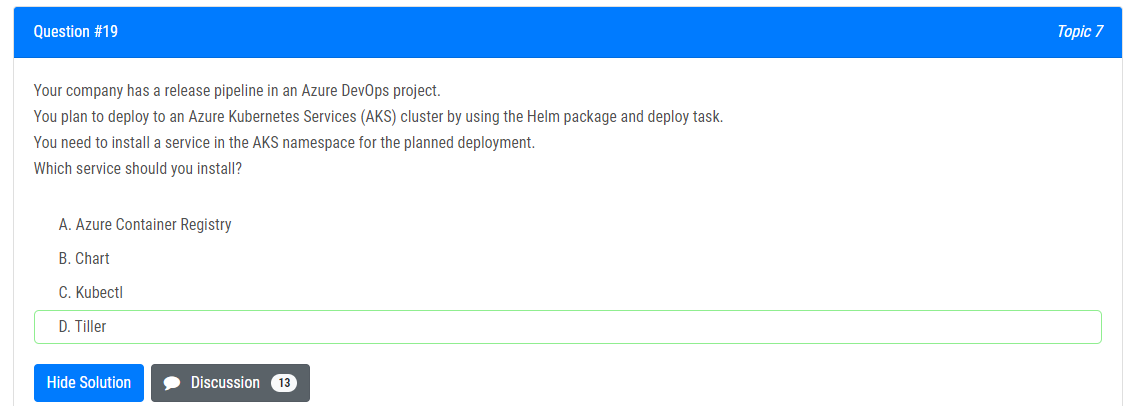 Question #19
Topic 7
Your company has a release pipeline in an Azure DevOps project.
You plan to deploy to an Azure Kubernetes Services (AKS) cluster by using the Helm package and deploy task.
You need to install a service in the AKS namespace for the planned deployment.
Which service should you install?
A. Azure Container Registry
B. Chart
C. Kubectl
D. Tiller
Hide Solution
Discussion 13